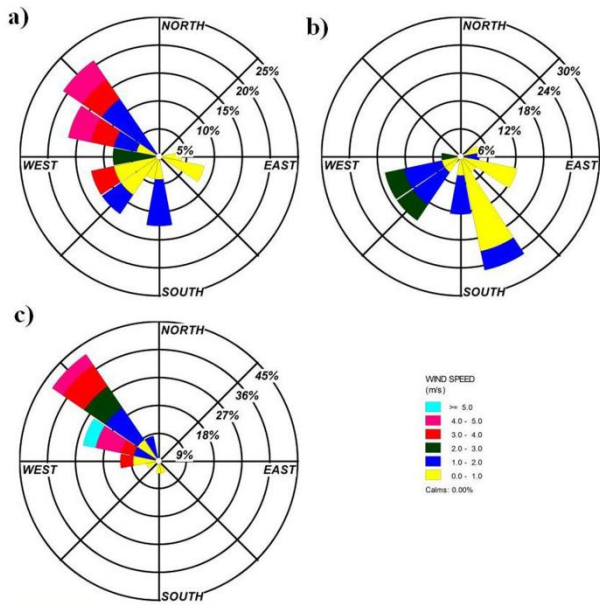 a)
NORTH
25%
20%
15%
10%
5%
WEST
EAST
SOUTH
b)
NORTH
30%
24%
18%
12%
6%
WEST
EAST
SOUTH
c)
NORTH
45%
36%
27%
18%
9%
WEST
EAST
SOUTH
WIND SPEED
(m/s)
>= 5.0
4.0 - 5.0
3.0 - 4.0
2.0 - 3.0
1.0 - 2.0
0.0 - 1.0
Calms: 0.00%